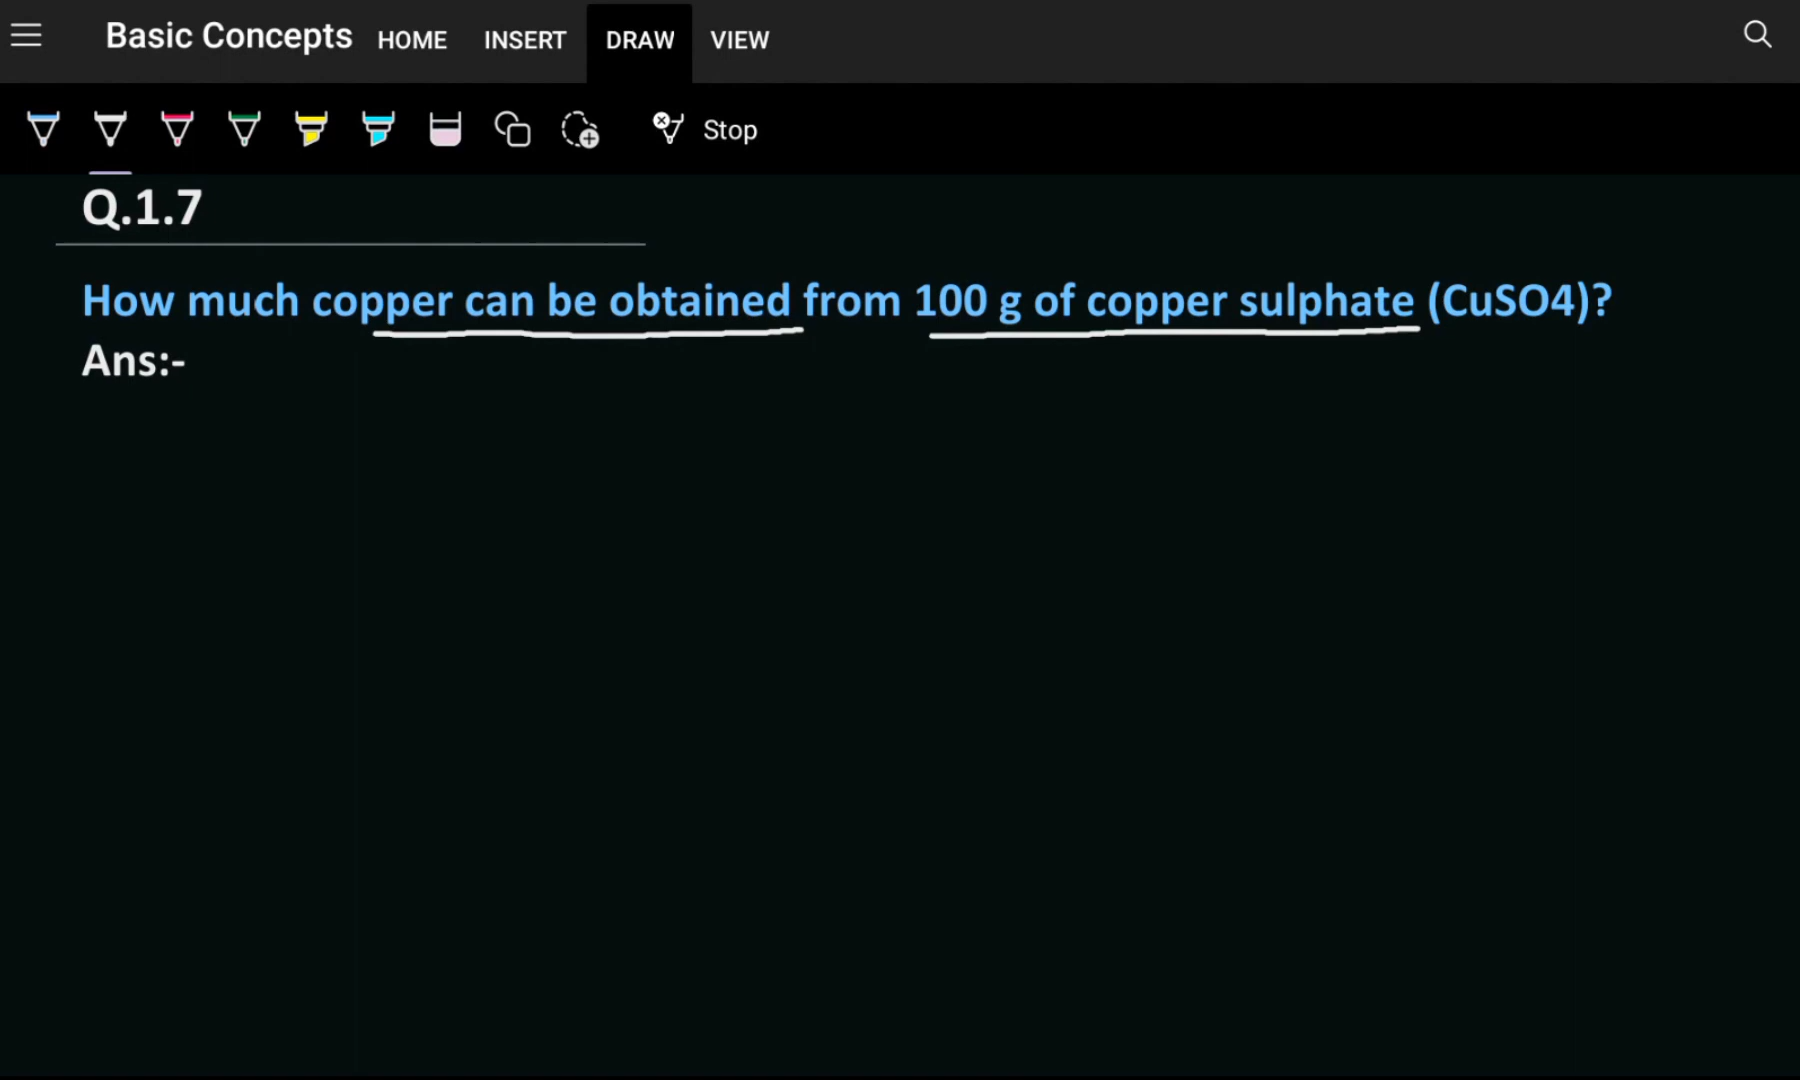 Basic Concepts HOME INSERT DRAW VIEW
Stop
Q.1.7
How much copper can be obtained from 100 g of copper sulphate (CuSO4)?
Ans:-